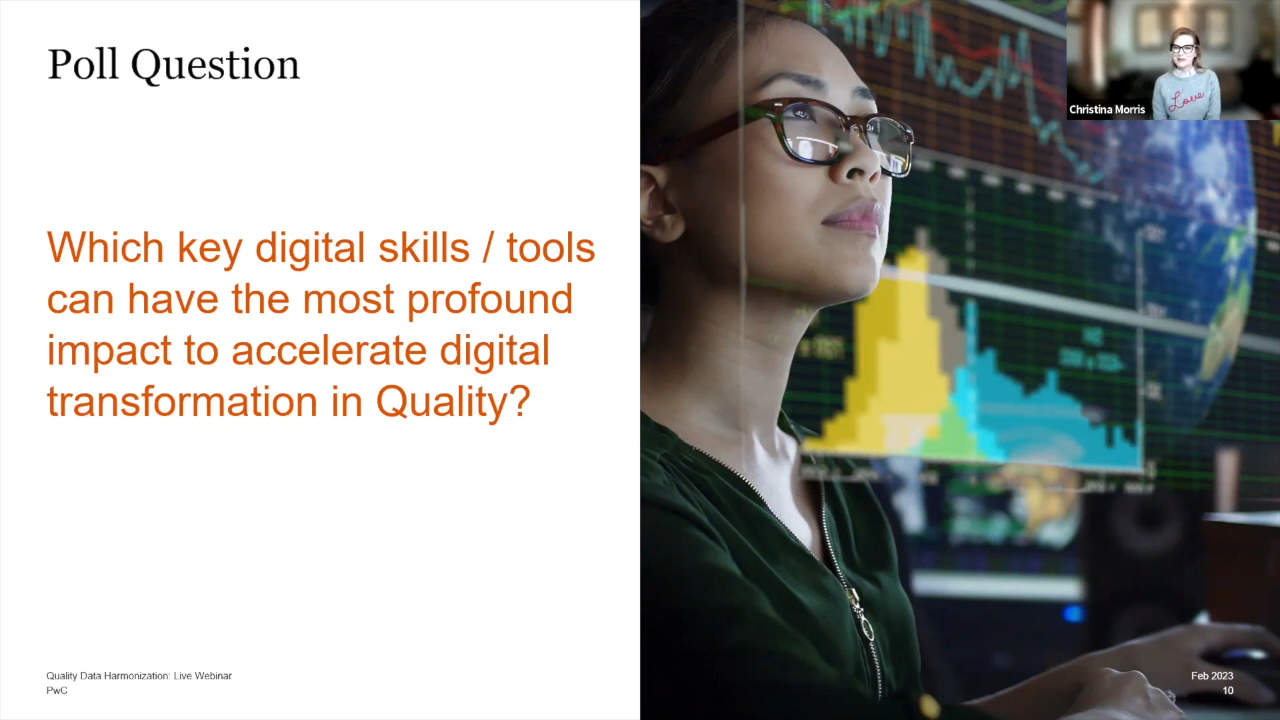 Poll Question
Christina Morris
Love
Which key digital skills / tools
can have the most profound
impact to accelerate digital
transformation in Quality?
Quality Data Harmonization: Live Webinar
PwC
Feb 2023
10